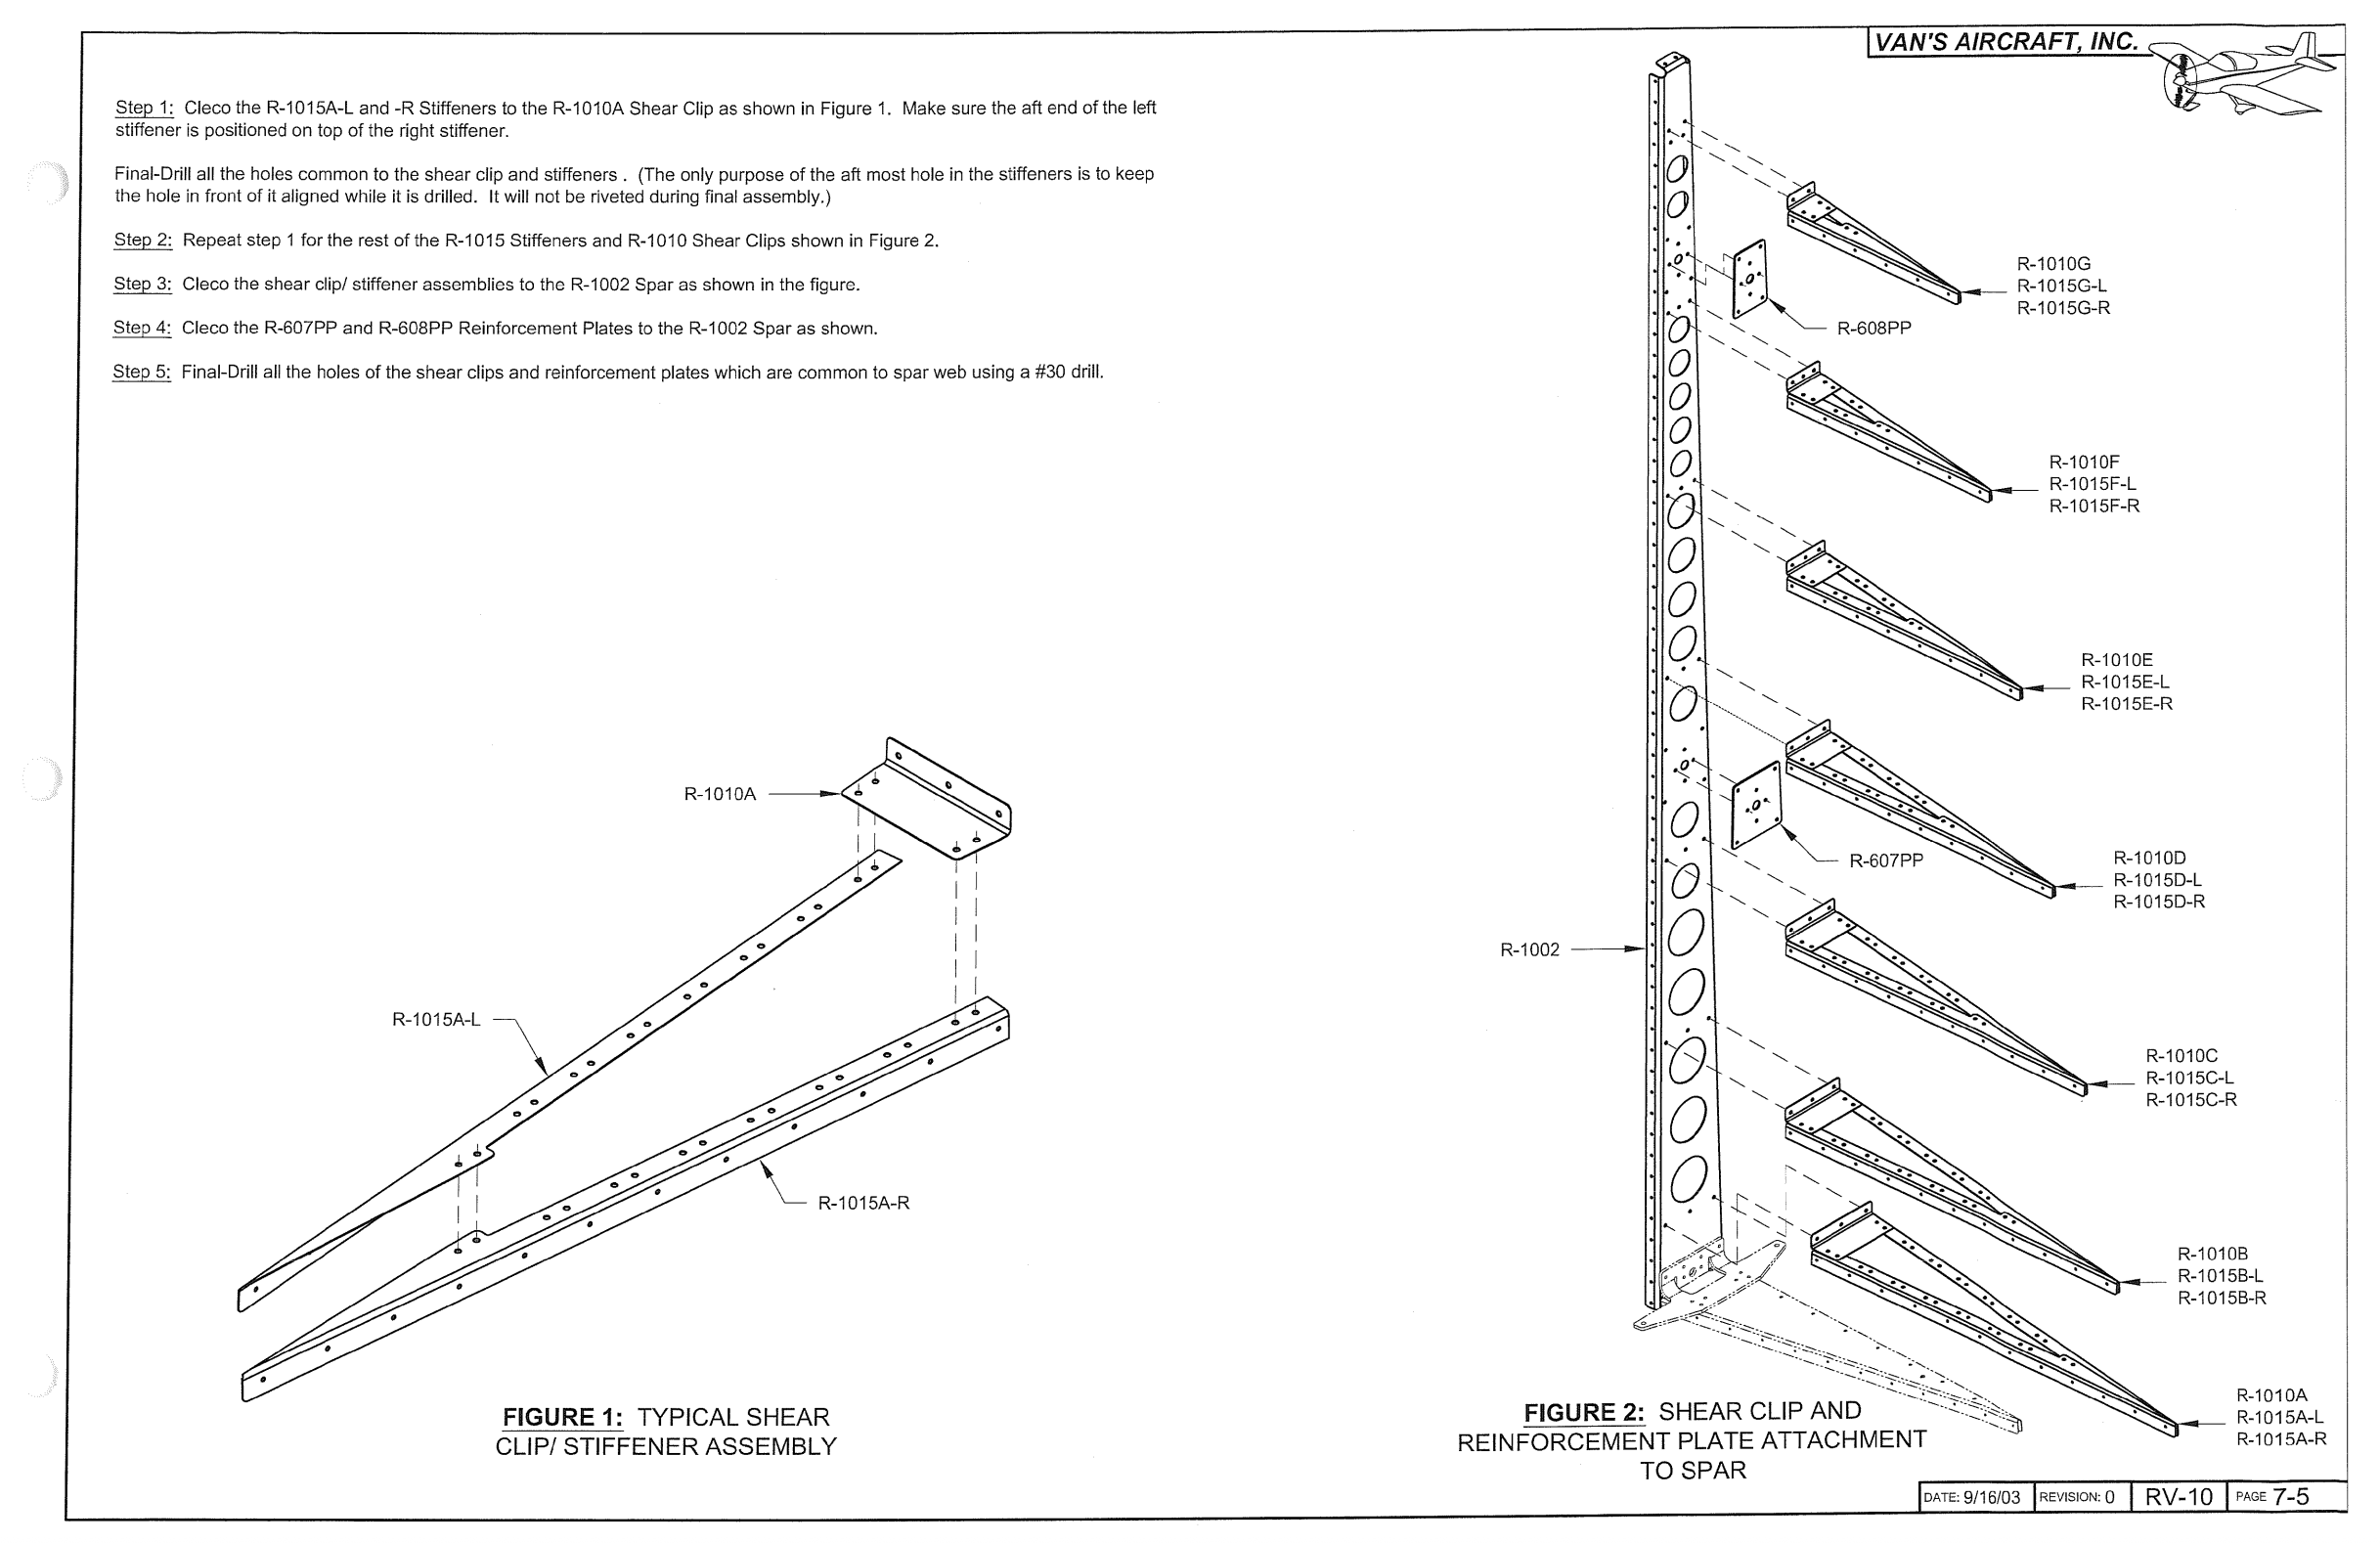 VAN'S AIRCRAFT, INC.
Step 1: Cleco the R-1015A-L and -R Stiffeners to the R-1010A Shear Clip as shown in Figure 1. Make sure the aft end of the left
stiffener is positioned on top of the right stiffener.
Final-Drill all the holes common to the shear clip and stiffeners . (The only purpose of the aft most hole in the stiffeners is to keep
the hole in front of it aligned while it is drilled. It will not be riveted during final assembly.)
Step 2: Repeat step 1 for the rest of the R-1015 Stiffeners and R-1010 Shear Clips shown in Figure 2.
Step 3: Cleco the shear clip/ stiffener assemblies to the R-1002 Spar as shown in the figure.
Step 4: Cleco the R-607PP and R-608PP Reinforcement Plates to the R-1002 Spar as shown.
Step 5: Final-Drill all the holes of the shear clips and reinforcement plates which are common to spar web using a #30 drill.
R-1010A
R-1015A-L
R-1015A-R
FIGURE 1: TYPICAL SHEAR
CLIP/ STIFFENER ASSEMBLY
R-1010G
R-1015G-L
R-1015G-R
R-608PP
R-1010F
R-1015F-L
R-1015F-R
R-1010E
R-1015E-L
R-1015E-R
R-607PP
R-1010D
R-1015D-L
R-1015D-R
R-1002
R-1010C
R-1015C-L
R-1015C-R
R-1010B
R-1015B-L
R-1015B-R
R-1010A
R-1015A-L
R-1015A-R
FIGURE 2: SHEAR CLIP AND
REINFORCEMENT PLATE ATTACHMENT
TO SPAR
DATE: 9/16/03 REVISION: 0 RV-10 PAGE 7-5